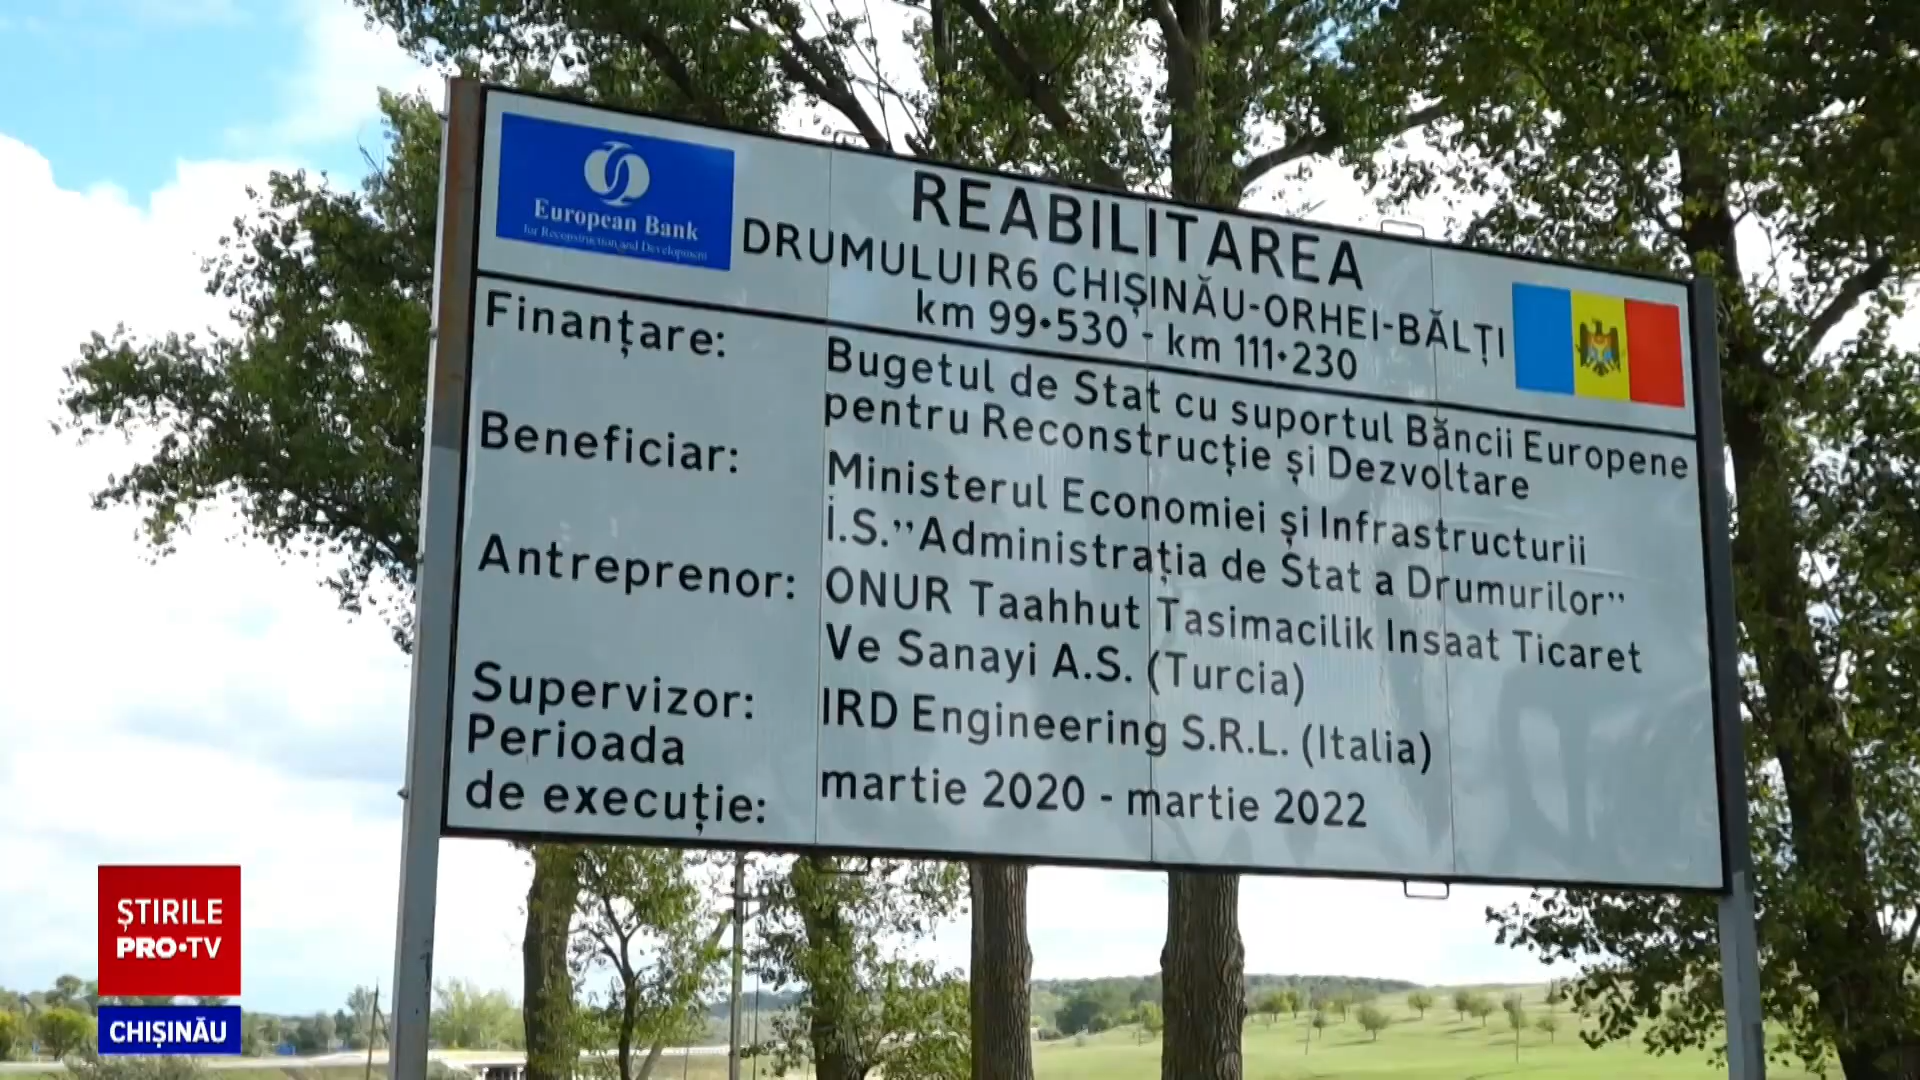 European Bank
for Reconstruction and Development
REABILITAREA
DRUMULUI R6 CHIȘINĂU-ORHEI-BĂLȚI
km 99•530 - km 111•230
Finanțare:
Bugetul de Stat cu suportul Băncii Europene
pentru Reconstrucție și Dezvoltare
Beneficiar:
Ministerul Economiei și Infrastructurii
Î.S."Administrația de Stat a Drumurilor”
Antreprenor:
ONUR Taahhut Tasimacilik Insaat Ticaret
Ve Sanayi A.S. (Turcia)
Supervizor:
IRD Engineering S.R.L. (Italia)
Perioada
de execuție:
martie 2020 - martie 2022
ȘTIRILE
PRO•TV
CHIȘINĂU